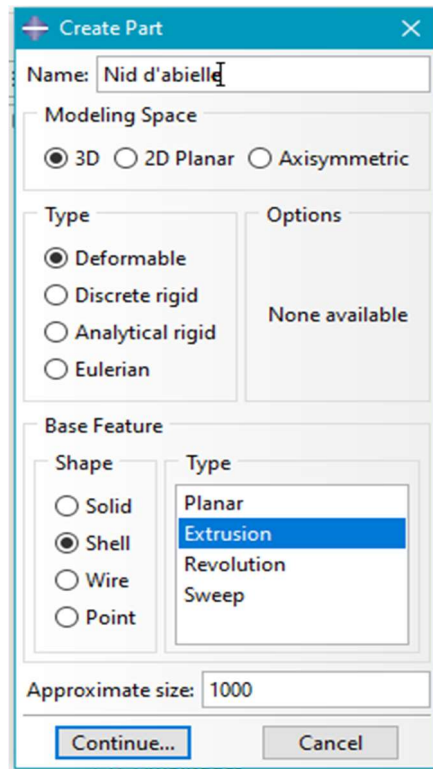 Create Part
Name: Nid d'abielle
Modeling Space
3D 2D Planar Axisymmetric
Type
Deformable
Discrete rigid
Analytical rigid
Eulerian
Options
None available
Base Feature
Shape
Solid
Shell
Wire
Point
Type
Planar
Extrusion
Revolution
Sweep
Approximate size: 1000
Continue... Cancel